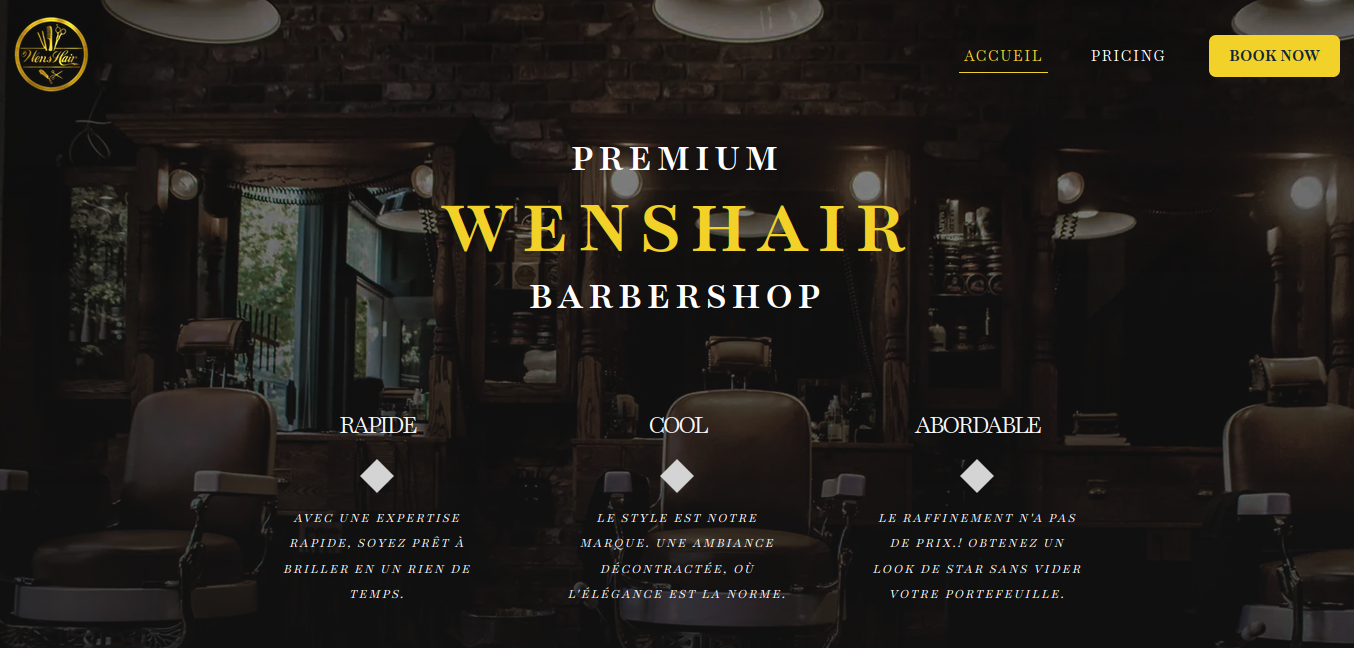 Wens Hair
ACCUEIL
PRICING
BOOK NOW
PREMIUM
WENSHAIR
BARBERSHOP
RAPIDE
AVEC UNE EXPERTISE
RAPIDE, SOYEZ PRÊT À
BRILLER EN UN RIEN DE
TEMPS.
COOL
LE STYLE EST NOTRE
MARQUE. UNE AMBIANCE
DÉCONTRACTÉE, OÙ
L'ÉLÉGANCE EST LA NORME.
ABORDABLE
LE RAFFINEMENT N'A PAS
DE PRIX.! OBTENEZ UN
LOOK DE STAR SANS VIDER
VOTRE PORTEFEUILLE.